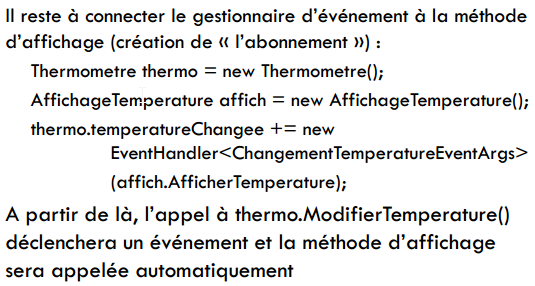 Il reste à connecter le gestionnaire d'événement à la méthode
d'affichage (création de « l'abonnement ») :
Thermometre thermo = new Thermometre();
AffichageTemperature affich = new AffichageTemperature();
thermo.temperatureChangee += new
EventHandler<ChangementTemperatureEventArgs>
(affich.AfficherTemperature);
A partir de là, l'appel à thermo.ModifierTemperature()
déclenchera un événement et la méthode d'affichage
sera appelée automatiquement